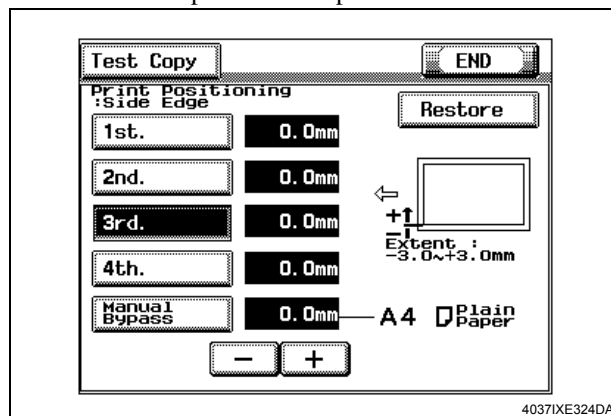 Test Copy
END
Print Positioning
:Side Edge
Restore
1st. 0.0mm
2nd. 0.0mm
3rd. 0.0mm
+
-
Extent :
-3.0~+3.0mm
4th. 0.0mm
Manual
Bypass
0.0mm A4 Plain
Paper
- +
4037IXE324DA